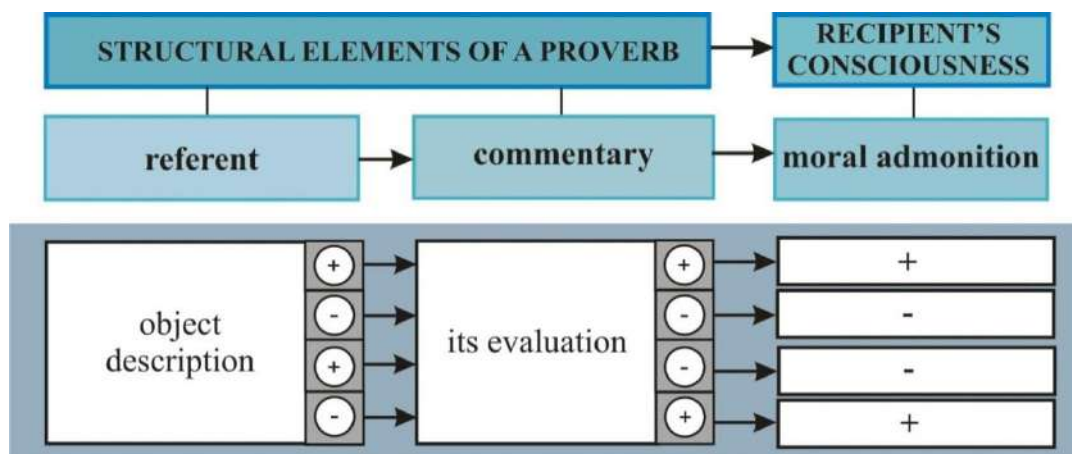 STRUCTURAL ELEMENTS OF A PROVERB
RECIPIENT'S
CONSCIOUSNESS
referent
commentary
moral admonition
object
description
+
-
+
-
its evaluation
+
-
-
+
+
-
-
+